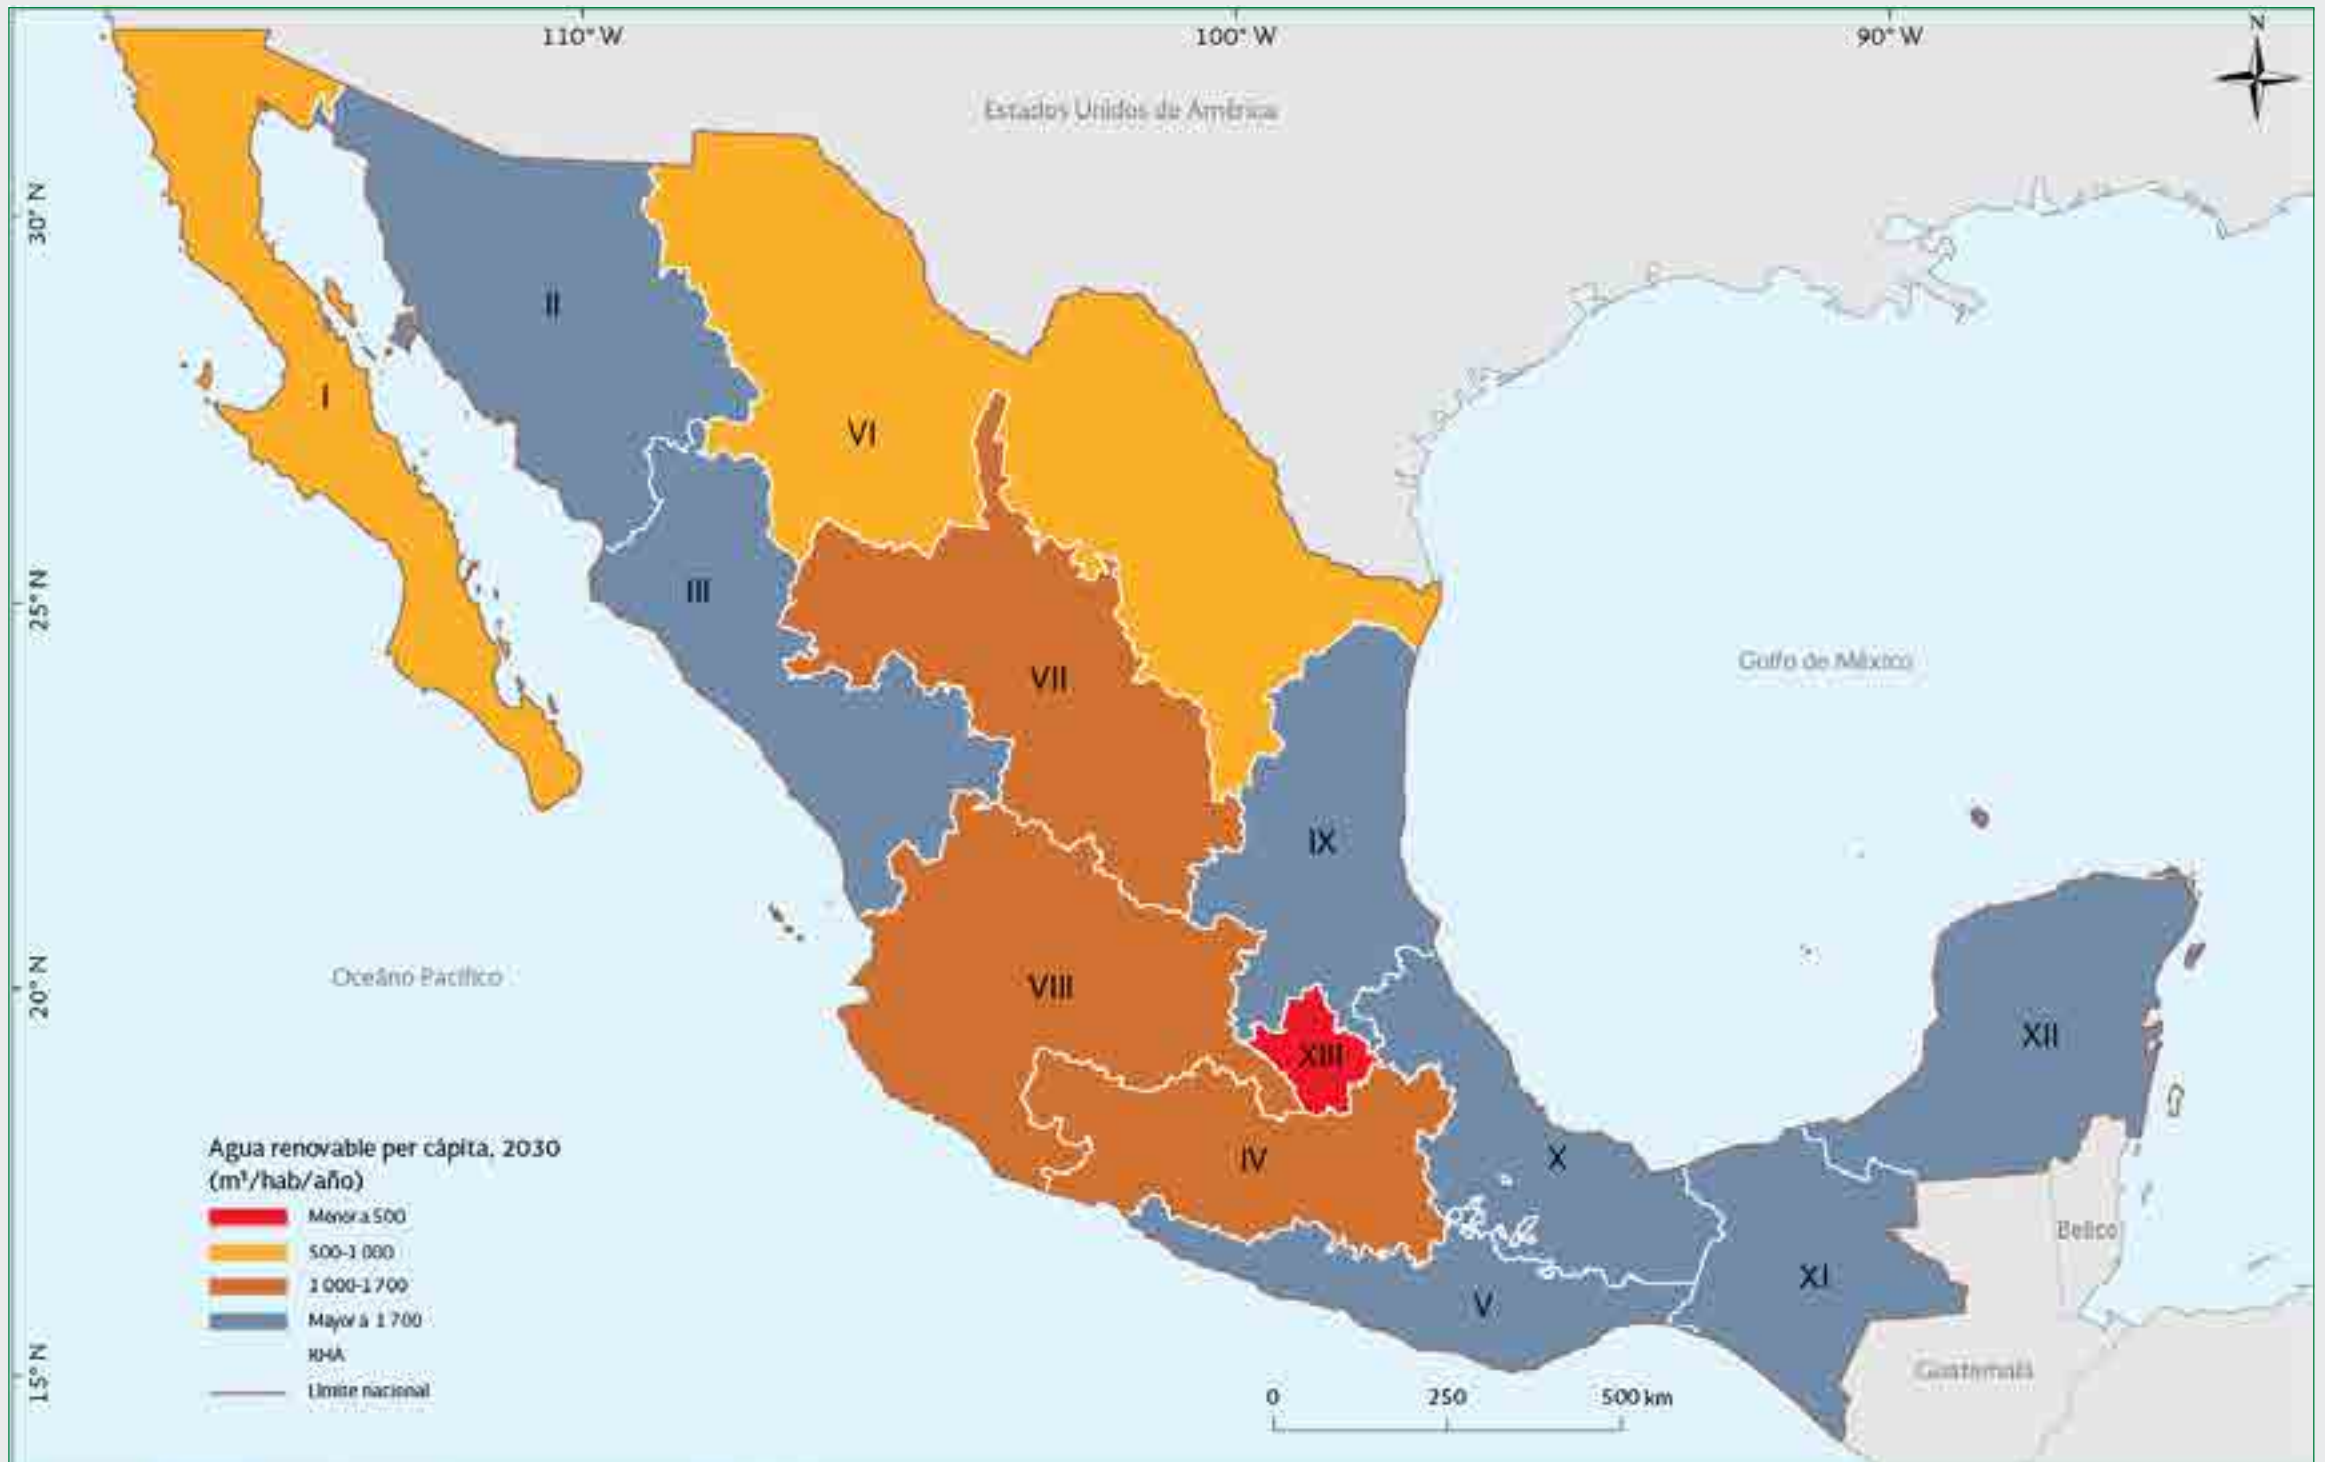 110° W
100° W
90° W
N
Estados Unidos de América
30° N
II
I
VI
25° N
III
Golfo de México
VII
IX
20° N
Oceáno Pacífico
VIII
XII
XIII
Agua renovable per cápita, 2030
(m³/hab/año)
IV
X
Menor a 500
Belice
500-1 000
XI
1 000-1 700
V
Mayor a 1 700
RHA
15° N
Guatemala
Límite nacional
0 250 500 km